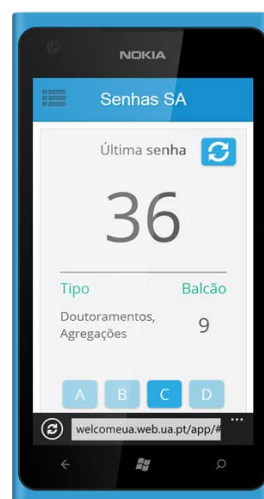 NOKIA
Senhas SA
Última senha
36
Tipo Balcão
Doutoramentos,
Agregações
9
A B C D
welcomeua.web.ua.pt/app/#
...